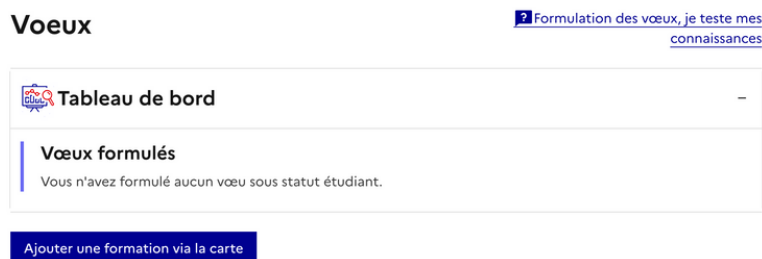 Voeux
? Formulation des vœux, je teste mes
connaissances
Tableau de bord
Vœux formulés
Vous n'avez formulé aucun vœu sous statut étudiant.
Ajouter une formation via la carte